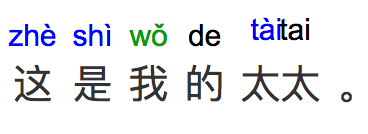 zhè shì wǒ de tàitai
这 是 我 的 太太 。